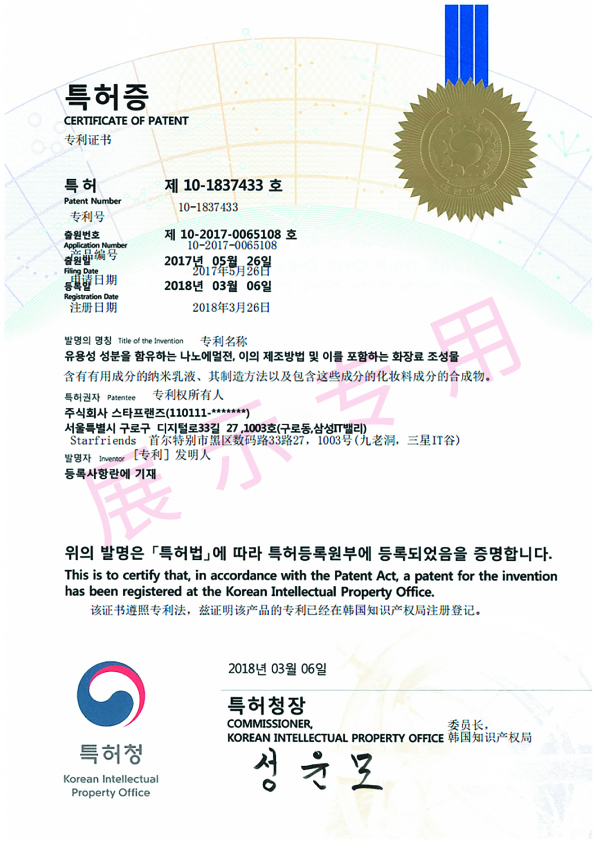 특허증
CERTIFICATE OF PATENT
专利证书
특 허 제 10-1837433 호
Patent Number 10-1837433
专利号
출원번호 제 10-2017-0065108 호
Application Number 10-2017-0065108
产品编号
출원일 2017년 05월 26일
Filing Date 2017年5月26日
申请日期
등록일 2018년 03월 06일
Registration Date
注册日期 2018年3月26日
발명의 명칭 Title of the Invention 专利名称
유용성 성분을 함유하는 나노에멀젼, 이의 제조방법 및 이를 포함하는 화장료 조성물
含有有用成分的纳米乳液、其制造方法以及包含这些成分的化妆料成分的合成物。
특허권자 Patentee 专利权所有人
주식회사 스타프랜즈(110111-*******)
서울특별시 구로구 디지털로33길 27 ,1003호(구로동,삼성IT밸리)
Starfriends 首尔特别市黑区数码路33路27, 1003号(九老洞, 三星IT谷)
발명자 Inventor [专利] 发明人
등록사항란에 기재
展示专用
위의 발명은 「특허법」에 따라 특허등록원부에 등록되었음을 증명합니다.
This is to certify that, in accordance with the Patent Act, a patent for the invention
has been registered at the Korean Intellectual Property Office.
该证书遵照专利法, 兹证明该产品的专利已经在韩国知识产权局注册登记。
2018년 03월 06일
특허청장
COMMISSIONER,
KOREAN INTELLECTUAL PROPERTY OFFICE
委员长,
韩国知识产权局
성윤모
특허청
Korean Intellectual
Property Office